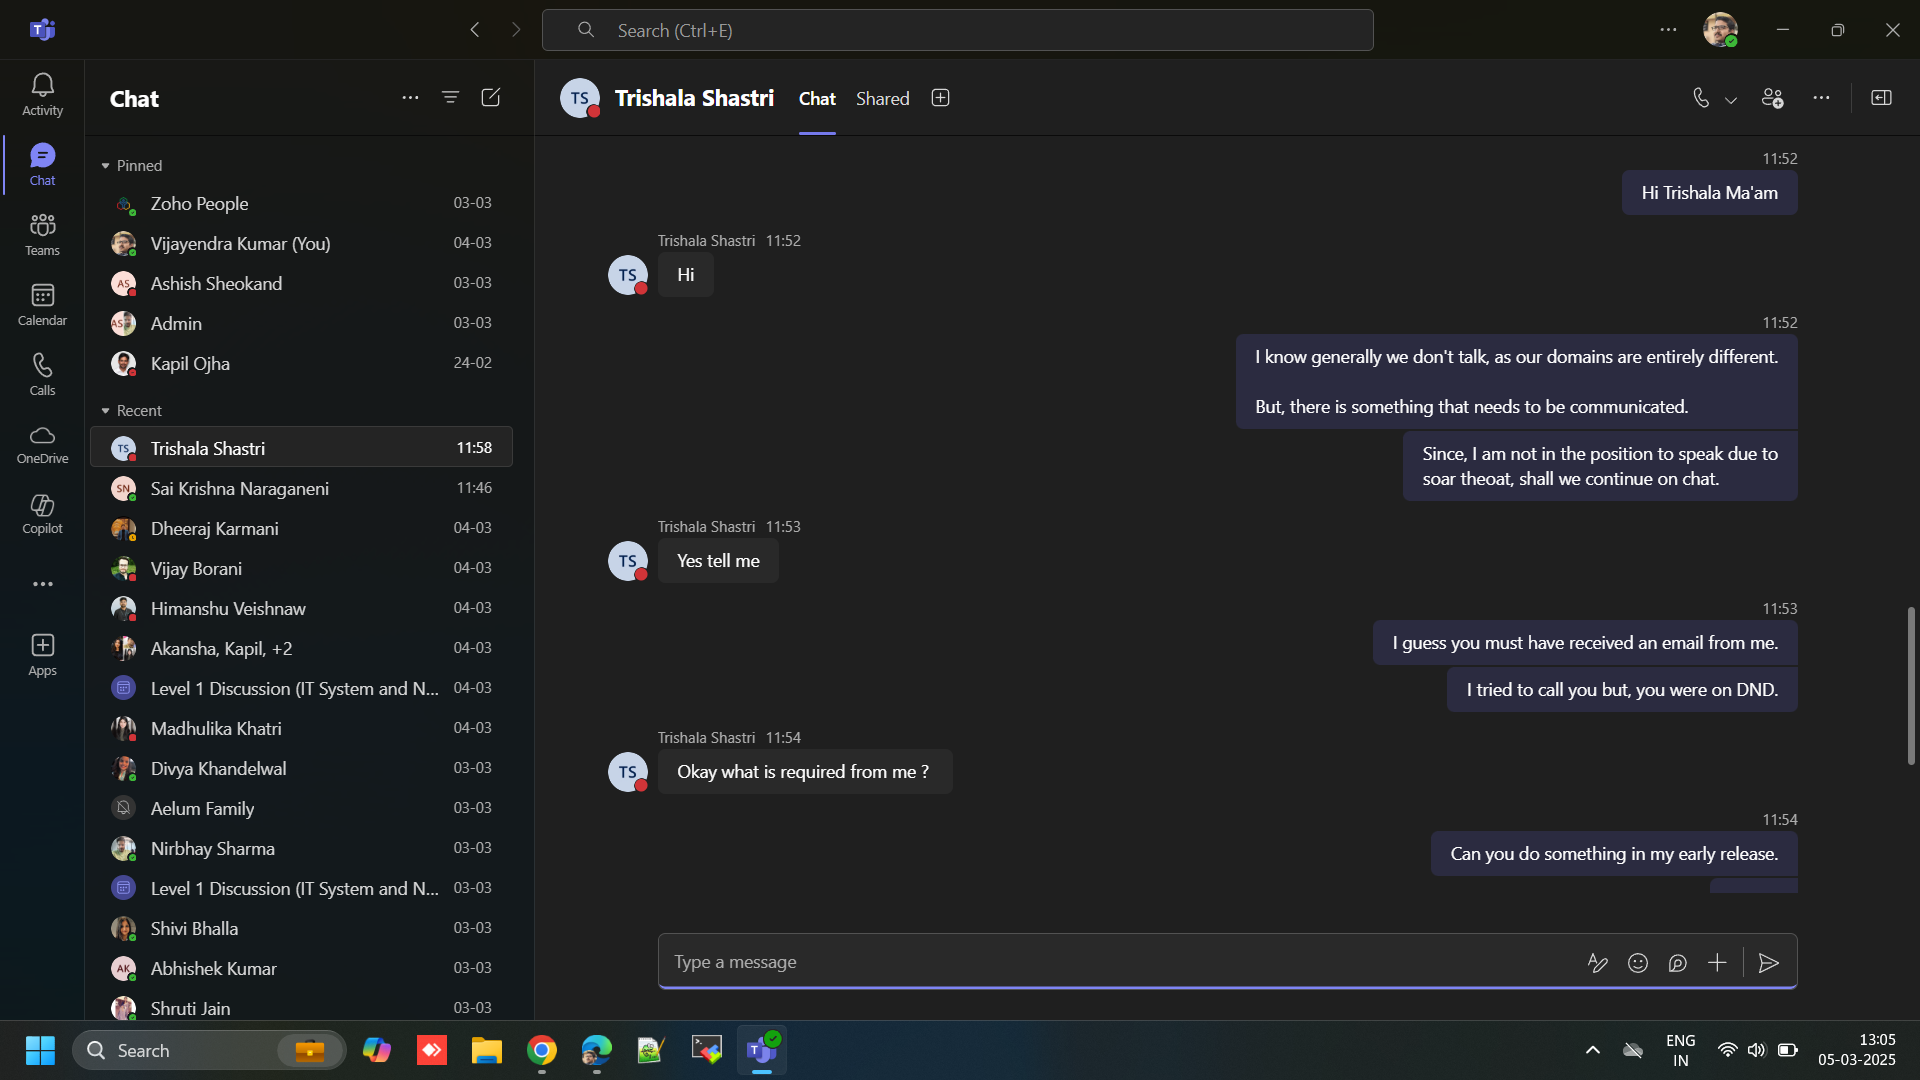 Search (Ctrl+E)
Activity
Chat
Teams
Calendar
Calls
OneDrive
Copilot
Apps
Chat
Pinned
Zoho People 03-03
Vijayendra Kumar (You) 04-03
AS Ashish Sheokand 03-03
AS Admin 03-03
Kapil Ojha 24-02
Recent
TS Trishala Shastri 11:58
SN Sai Krishna Naraganeni 11:46
Dheeraj Karmani 04-03
Vijay Borani 04-03
Himanshu Veishnaw 04-03
Akansha, Kapil, +2 04-03
Level 1 Discussion (IT System and N... 04-03
Madhulika Khatri 04-03
Divya Khandelwal 03-03
Aelum Family 03-03
Nirbhay Sharma 03-03
Level 1 Discussion (IT System and N... 03-03
Shivi Bhalla 03-03
AK Abhishek Kumar 03-03
Shruti Jain 03-03
TS Trishala Shastri Chat Shared
11:52
Hi Trishala Ma'am
Trishala Shastri 11:52
TS Hi
11:52
I know generally we don't talk, as our domains are entirely different.
But, there is something that needs to be communicated.
Since, I am not in the position to speak due to
soar theoat, shall we continue on chat.
Trishala Shastri 11:53
TS Yes tell me
11:53
I guess you must have received an email from me.
I tried to call you but, you were on DND.
Trishala Shastri 11:54
TS Okay what is required from me ?
11:54
Can you do something in my early release.
Type a message
Search
ENG
IN
13:05
05-03-2025